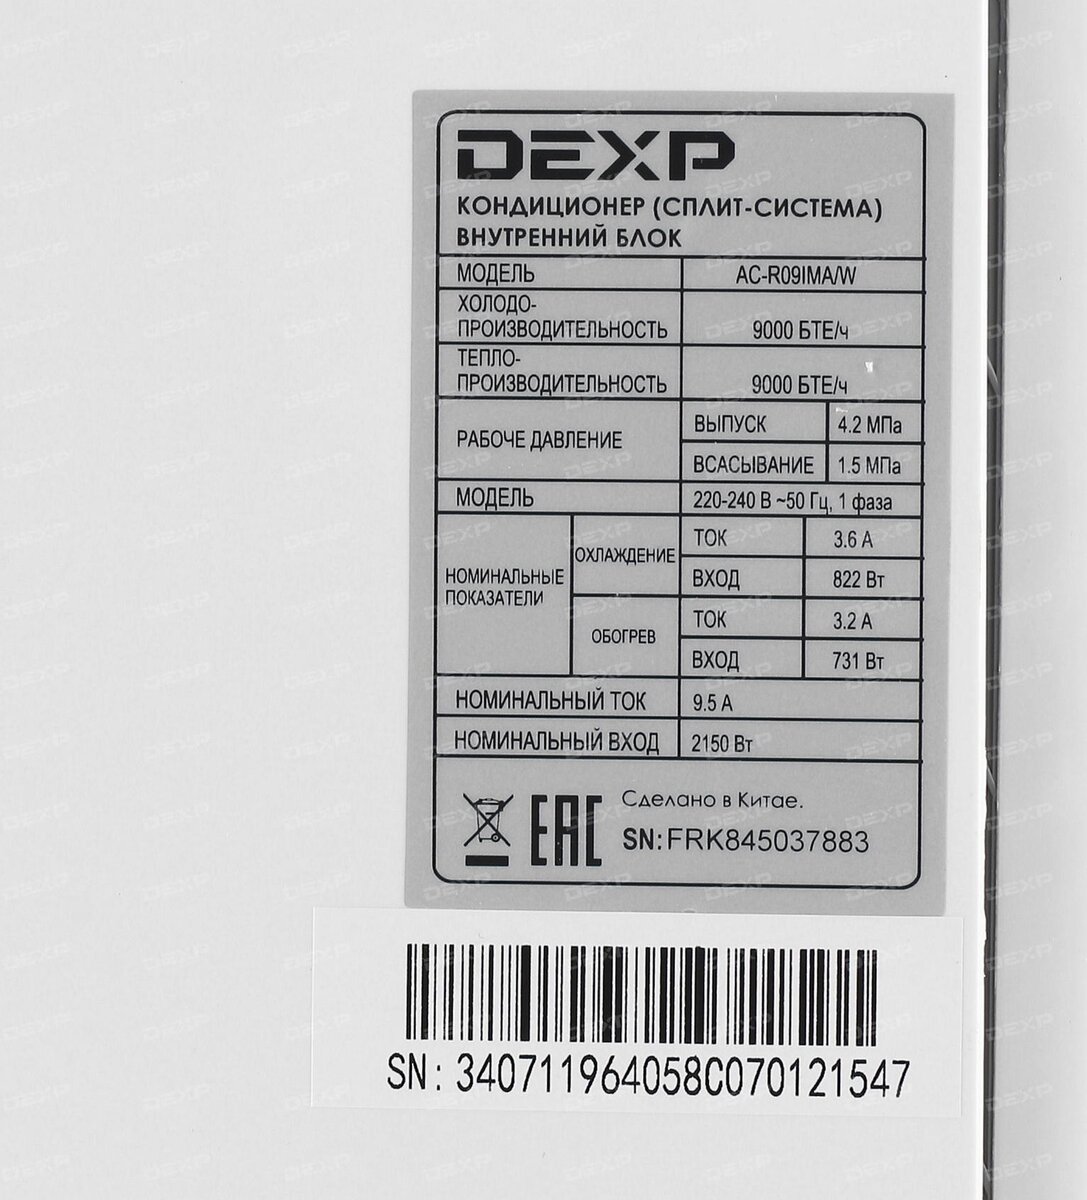 DEXP
КОНДИЦИОНЕР (СПЛИТ-СИСТЕМА)
ВНУТРЕННИЙ БЛОК
МОДЕЛЬ AC-R09IMA/W
ХОЛОДО-
ПРОИЗВОДИТЕЛЬНОСТЬ 9000 БТЕ/ч
ТЕПЛО-
ПРОИЗВОДИТЕЛЬНОСТЬ 9000 БТЕ/ч
РАБОЧЕ ДАВЛЕНИЕ
ВЫПУСК 4.2 МПа
ВСАСЫВАНИЕ 1.5 МПа
МОДЕЛЬ 220-240 В ~50 Гц, 1 фаза
НОМИНАЛЬНЫЕ
ПОКАЗАТЕЛИ
ОХЛАЖДЕНИЕ
ТОК 3.6 А
ВХОД 822 Вт
ОБОГРЕВ
ТОК 3.2 А
ВХОД 731 Вт
НОМИНАЛЬНЫЙ ТОК 9.5 А
НОМИНАЛЬНЫЙ ВХОД 2150 Вт
EAC
Сделано в Китае.
SN:FRK845037883
SN: 340711964058C070121547